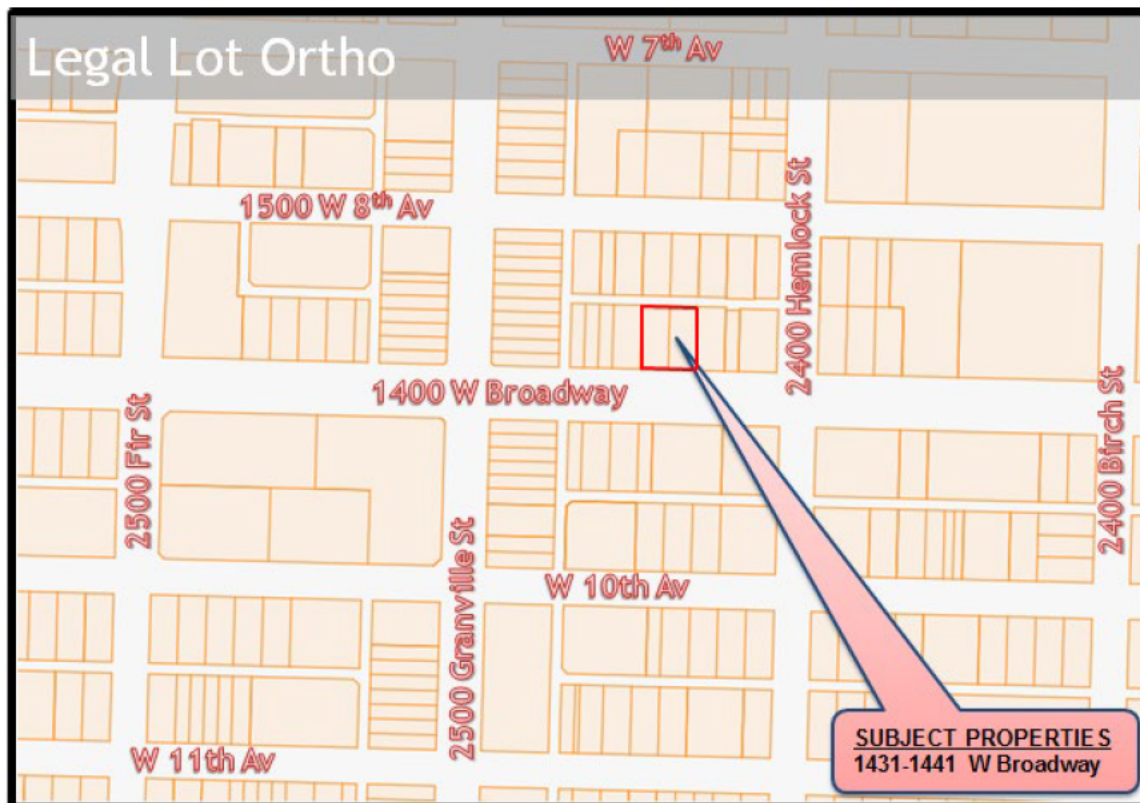 Legal Lot Ortho
W 7th Av
1500 W 8th Av
2400 Hemlock St
1400 W Broadway
2500 Fir St
2400 Birch St
2500 Granville St
W 10th Av
W 11th Av
SUBJECT PROPERTIES
1431-1441 W Broadway